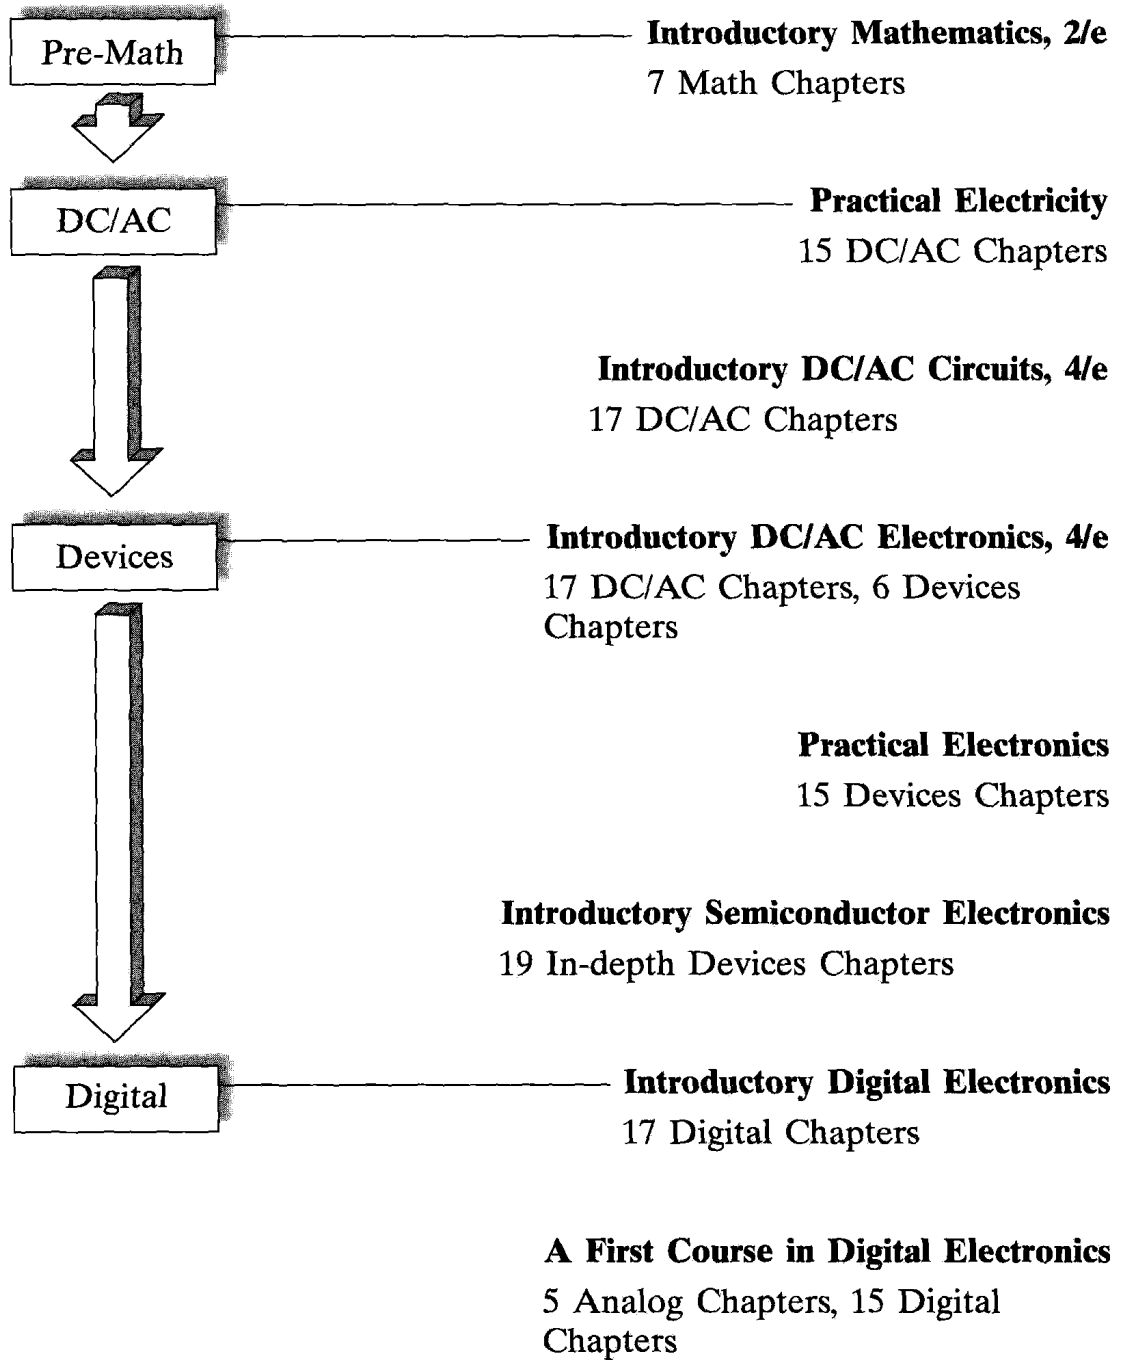 Pre-Math
Introductory Mathematics, 2/e
7 Math Chapters
DC/AC
Practical Electricity
15 DC/AC Chapters
Introductory DC/AC Circuits, 4/e
17 DC/AC Chapters
Devices
Introductory DC/AC Electronics, 4/e
17 DC/AC Chapters, 6 Devices
Chapters
Practical Electronics
15 Devices Chapters
Introductory Semiconductor Electronics
19 In-depth Devices Chapters
Digital
Introductory Digital Electronics
17 Digital Chapters
A First Course in Digital Electronics
5 Analog Chapters, 15 Digital
Chapters